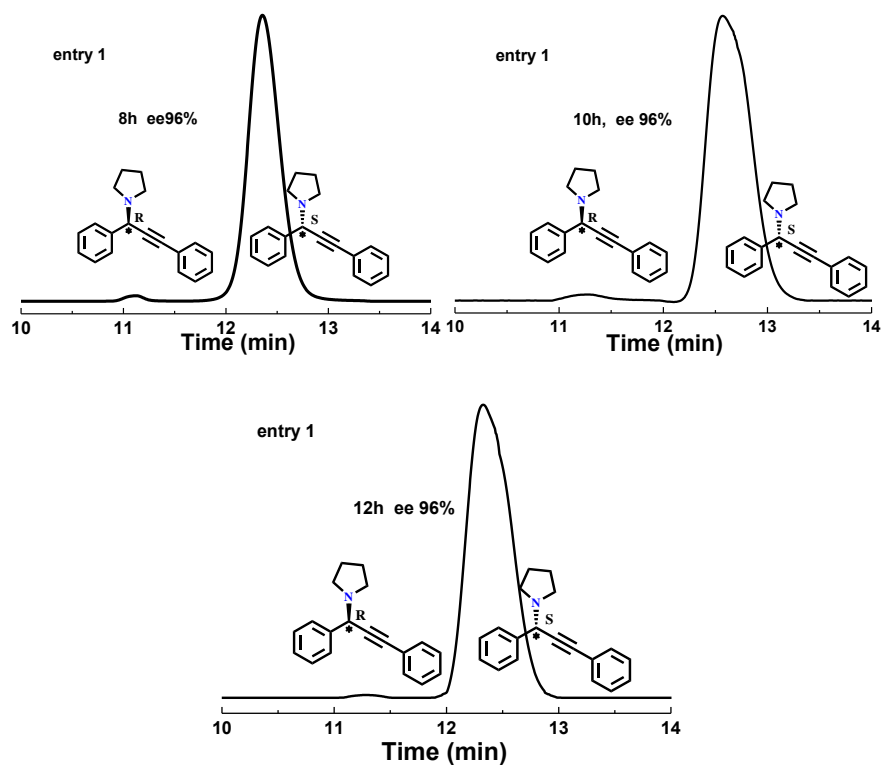 entry 1
8h ee96%
N
R
*
N
S
*
10 11 12 13 14
Time (min)
entry 1
10h, ee 96%
N
R
*
N
S
*
10 11 12 13 14
Time (min)
entry 1
12h ee 96%
N
R
*
N
S
*
10 11 12 13 14
Time (min)